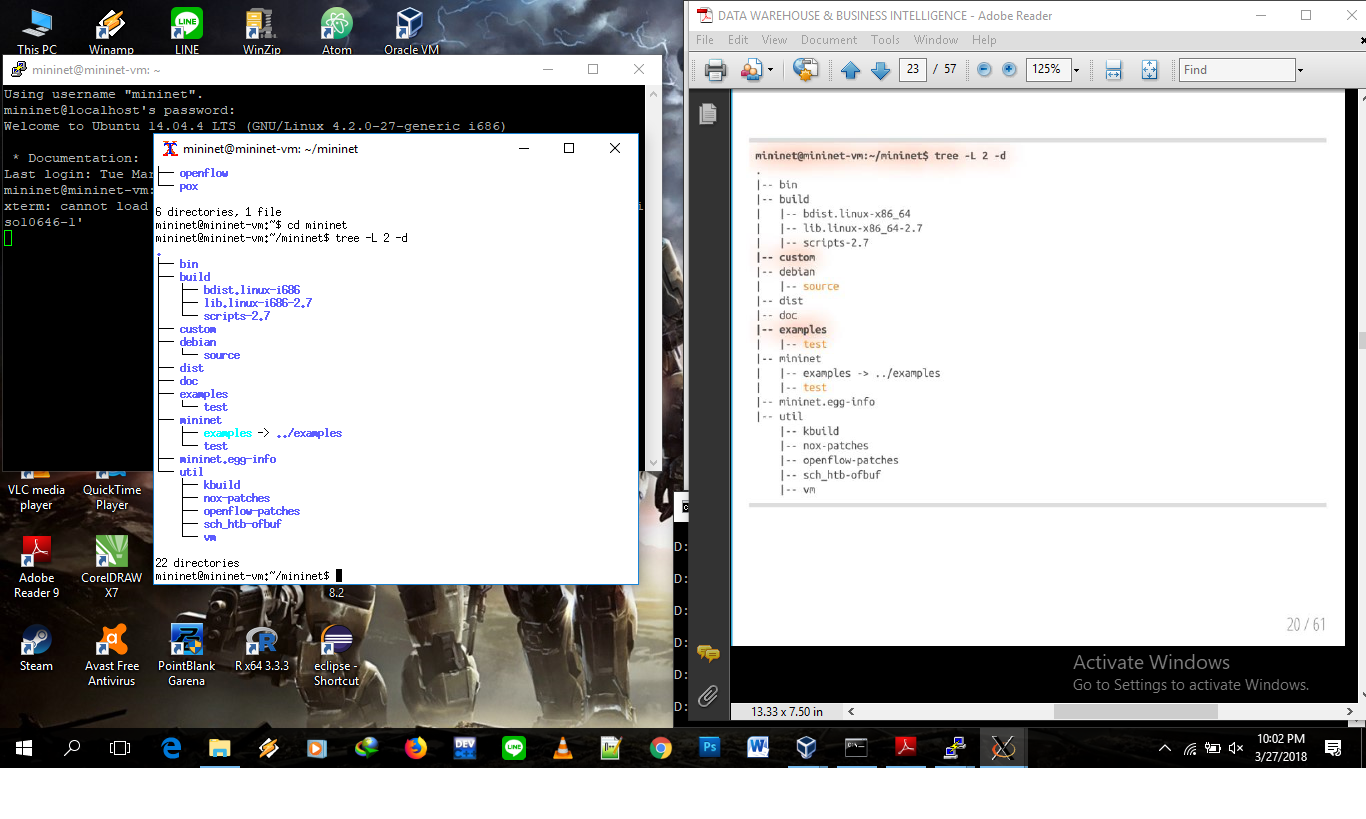 This PC
Winamp
LINE
WinZip
Atom
Oracle VM
mininet@mininet-vm: ~
Using username "mininet".
mininet@localhost's password:
Welcome to Ubuntu 14.04.4 LTS (GNU/Linux 4.2.0-27-generic i686)
* Documentation:
Last login: Tue Mar
mininet@mininet-vm:
xterm: cannot load
so10646-1'
mininet@mininet-vm: ~/mininet
├── openflow
└── pox
6 directories, 1 file
mininet@mininet-vm:~$ cd mininet
mininet@mininet-vm:~/mininet$ tree -L 2 -d
.
├── bin
├── build
│   ├── bdist.linux-i686
│   ├── lib.linux-i686-2.7
│   └── scripts-2.7
├── custom
├── debian
│   └── source
├── dist
├── doc
├── examples
│   └── test
├── mininet
│   ├── examples -> ../examples
│   └── test
├── mininet.egg-info
└── util
    ├── kbuild
    ├── nox-patches
    ├── openflow-patches
    ├── sch_htb-ofbuf
    └── vm
22 directories
mininet@mininet-vm:~/mininet$
VLC media player
QuickTime Player
Adobe Reader 9
CorelDRAW X7
8.2
Steam
Avast Free Antivirus
PointBlank Garena
R x64 3.3.3
eclipse - Shortcut
D:
D:
D:
D:
D:
D:
DATA WAREHOUSE & BUSINESS INTELLIGENCE - Adobe Reader
File Edit View Document Tools Window Help
23 / 57 125% Find
mininet@mininet-vm:~/mininet$ tree -L 2 -d
.
|-- bin
|-- build
|   |-- bdist.linux-x86_64
|   |-- lib.linux-x86_64-2.7
|   |-- scripts-2.7
|-- custom
|-- debian
|   |-- source
|-- dist
|-- doc
|-- examples
|   |-- test
|-- mininet
|   |-- examples -> ../examples
|   |-- test
|-- mininet.egg-info
|-- util
    |-- kbuild
    |-- nox-patches
    |-- openflow-patches
    |-- sch_htb-ofbuf
    |-- vm
20 / 61
Activate Windows
Go to Settings to activate Windows.
13.33 x 7.50 in
DEV
LINE
Ps
10:02 PM
3/27/2018